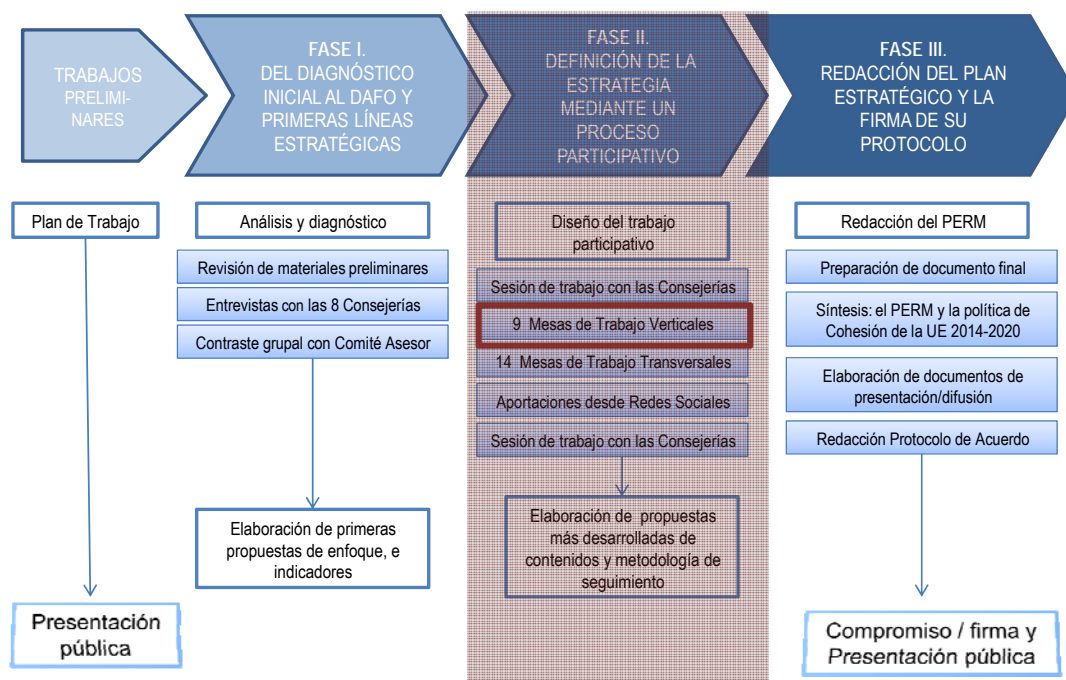 TRABAJOS
PRELIMI-
NARES
FASE I.
DEL DIAGNÓSTICO
INICIAL AL DAFO Y
PRIMERAS LÍNEAS
ESTRATÉGICAS
FASE II.
DEFINICIÓN DE LA
ESTRATEGIA
MEDIANTE UN
PROCESO
PARTICIPATIVO
FASE III.
REDACCIÓN DEL PLAN
ESTRATÉGICO Y LA
FIRMA DE SU
PROTOCOLO
Plan de Trabajo
Presentación
pública
Análisis y diagnóstico
Revisión de materiales preliminares
Entrevistas con las 8 Consejerías
Contraste grupal con Comité Asesor
Elaboración de primeras
propuestas de enfoque, e
indicadores
Diseño del trabajo
participativo
Sesión de trabajo con las Consejerías
9 Mesas de Trabajo Verticales
14 Mesas de Trabajo Transversales
Aportaciones desde Redes Sociales
Sesión de trabajo con las Consejerías
Elaboración de propuestas
más desarrolladas de
contenidos y metodología de
seguimiento
Redacción del PERM
Preparación de documento final
Síntesis: el PERM y la política de
Cohesión de la UE 2014-2020
Elaboración de documentos de
presentación/difusión
Redacción Protocolo de Acuerdo
Compromiso / firma y
Presentación pública